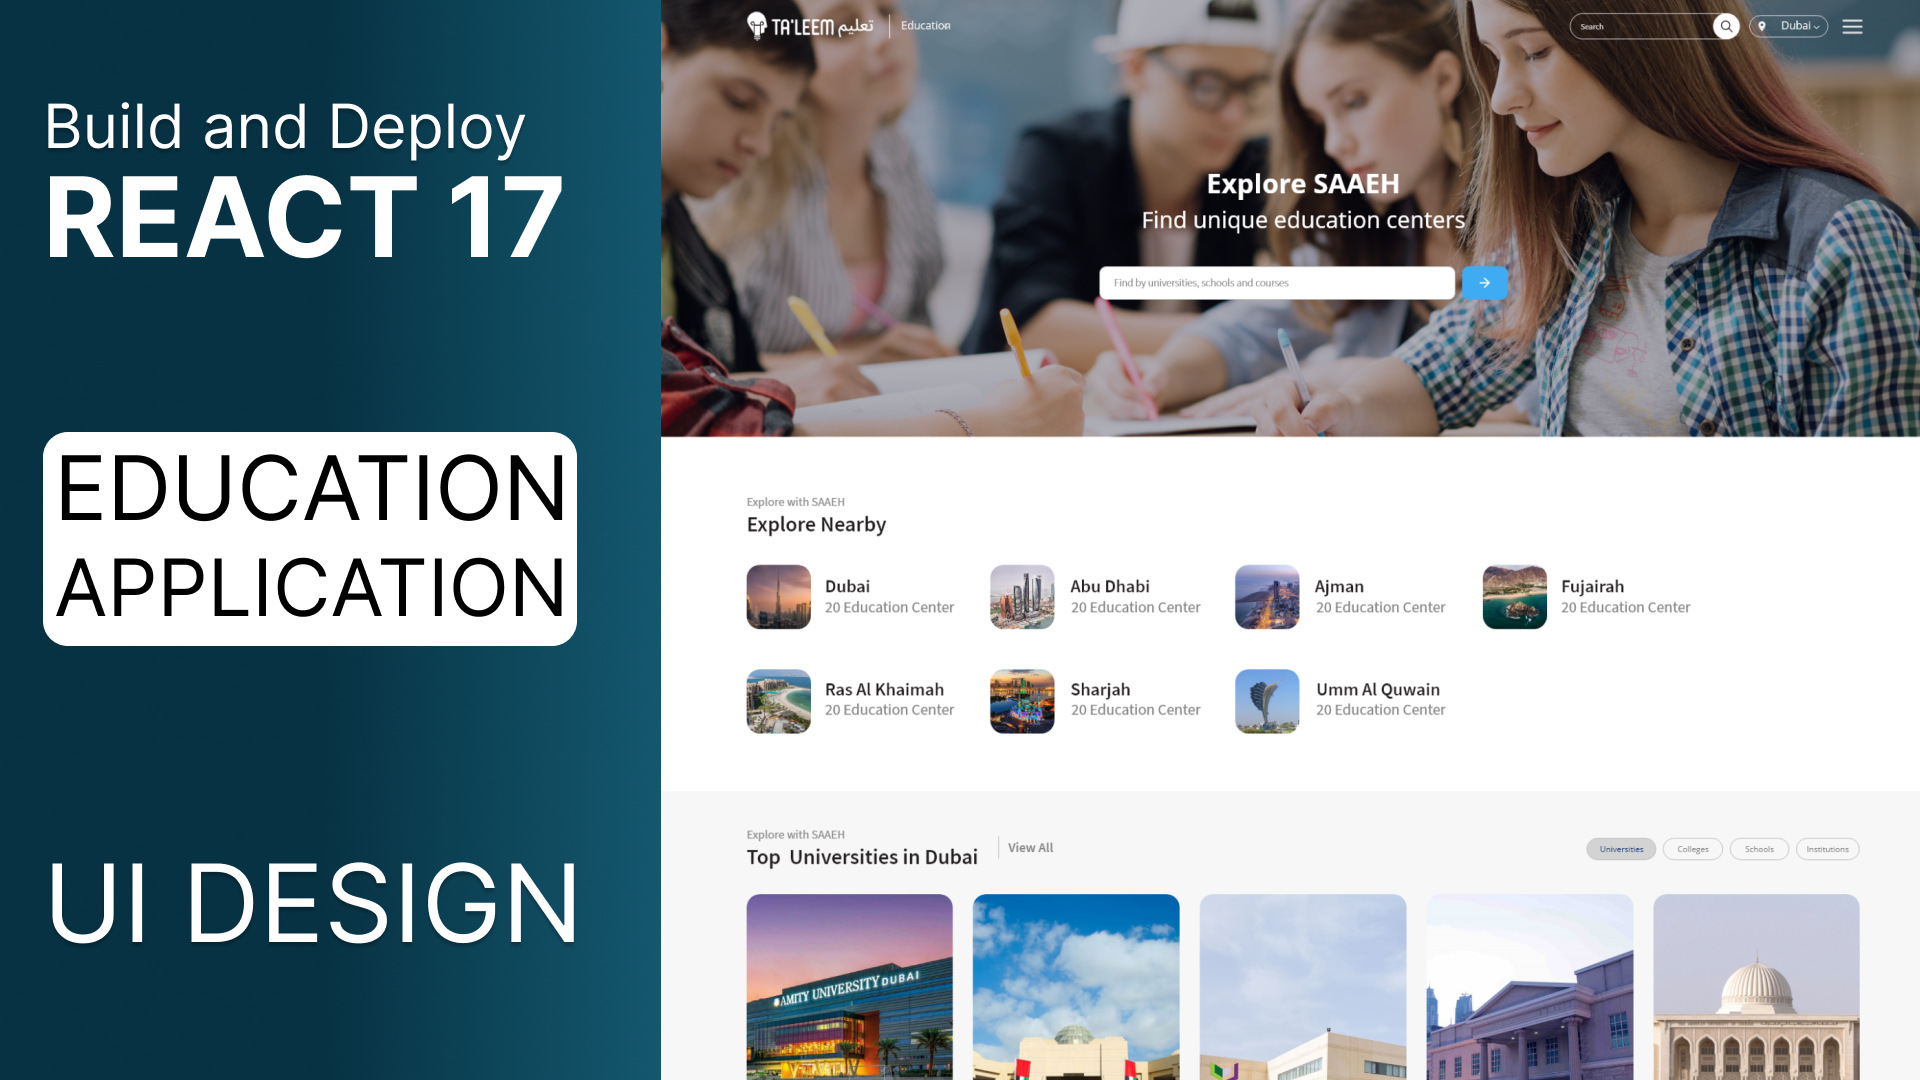 Build and Deploy
REACT 17
EDUCATION
APPLICATION
UI DESIGN
TA'LEEM تعليم
Education
Search
Dubai
Explore SAAEH
Find unique education centers
Find by universities, schools and courses
Explore with SAAEH
Explore Nearby
Dubai
20 Education Center
Abu Dhabi
20 Education Center
Ajman
20 Education Center
Fujairah
20 Education Center
Ras Al Khaimah
20 Education Center
Sharjah
20 Education Center
Umm Al Quwain
20 Education Center
Explore with SAAEH
Top Universities in Dubai
View All
Universities
Colleges
Schools
Institutions
AMITY UNIVERSITY DUBAI